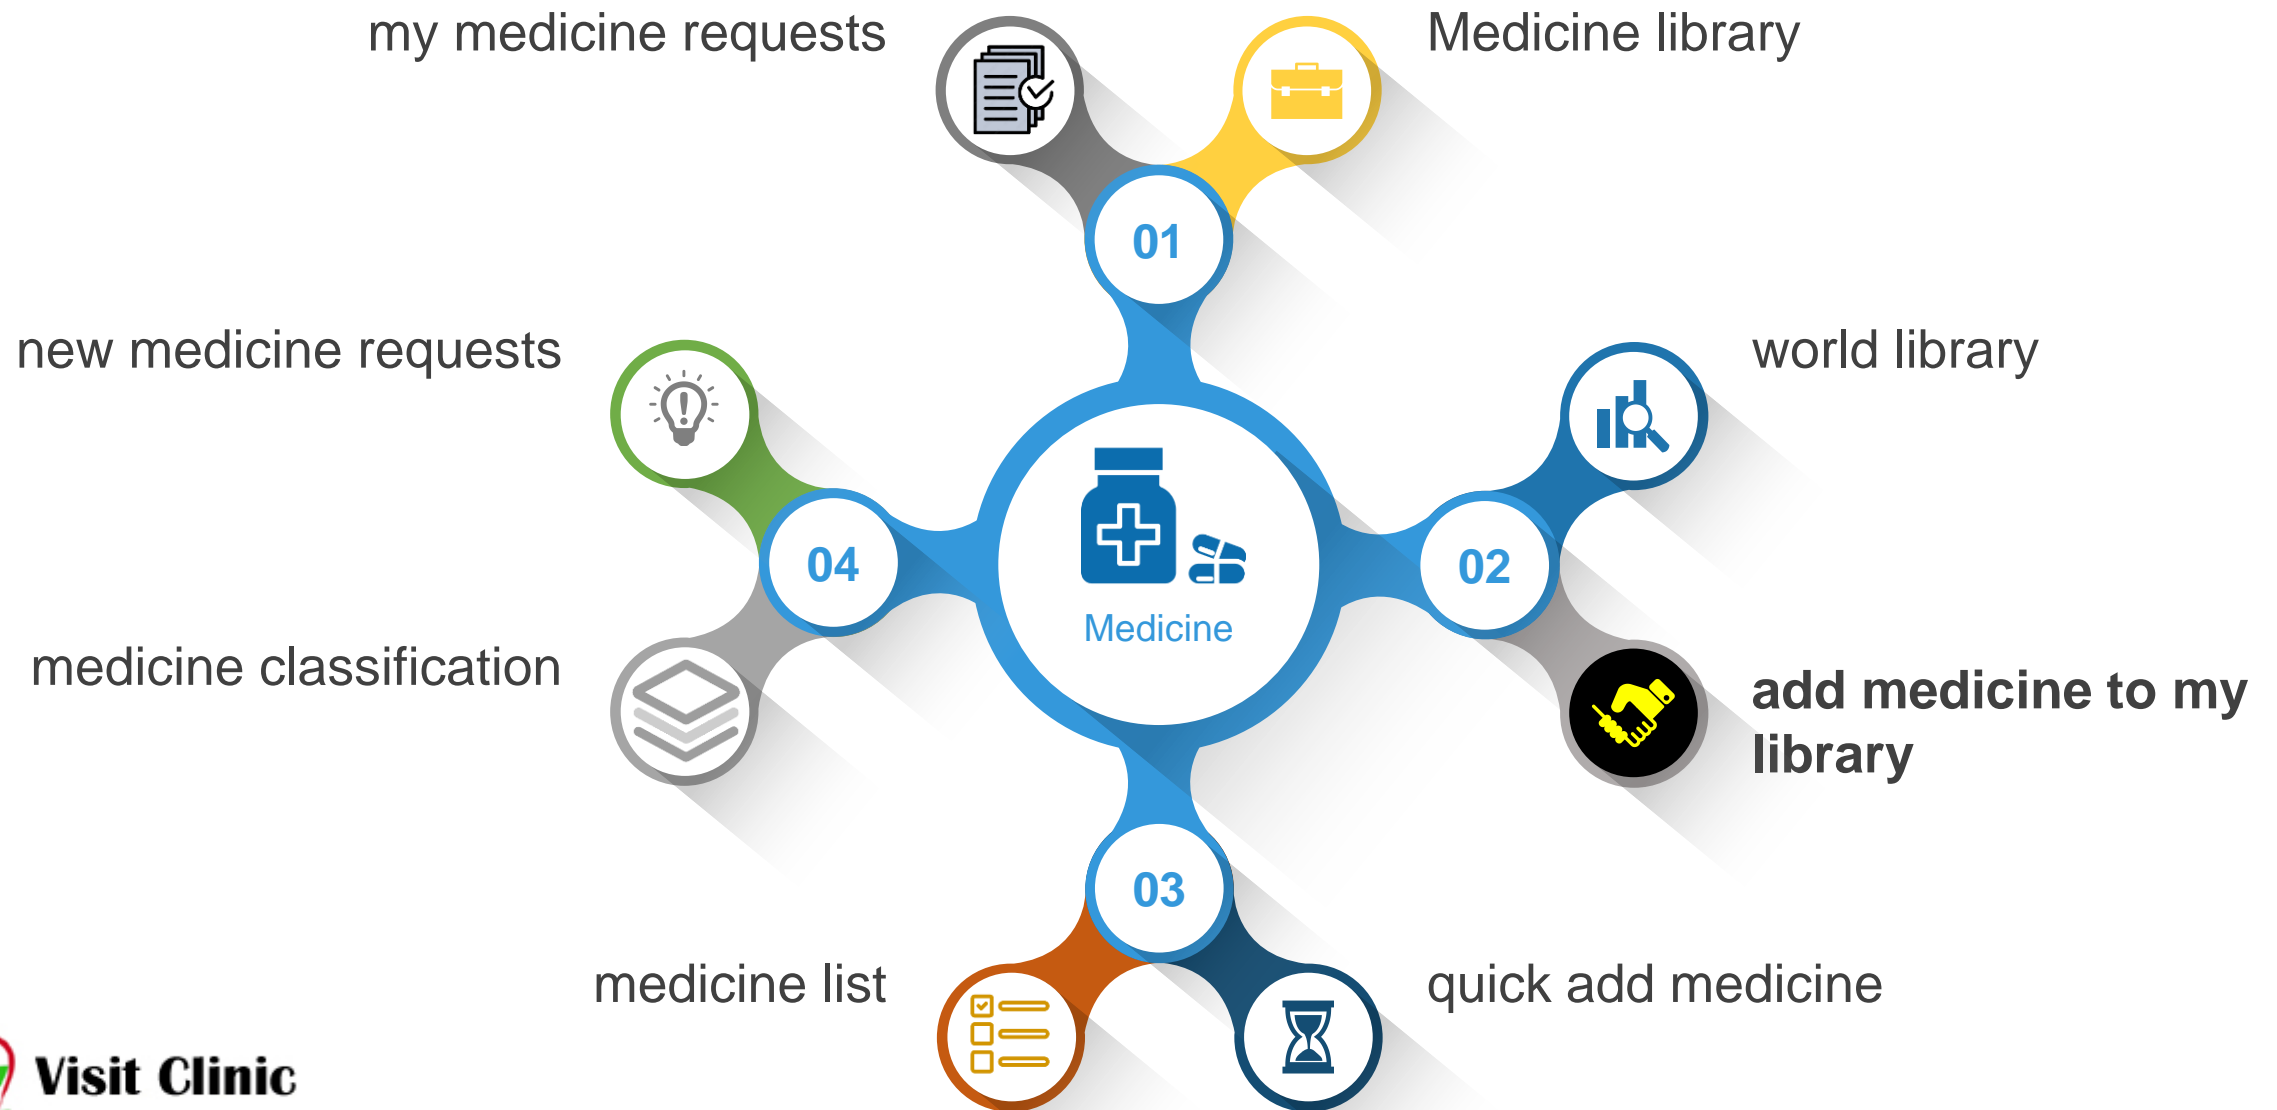 my medicine requests
Medicine library
01
new medicine requests
world library
04
02
Medicine
medicine classification
add medicine to my
library
03
medicine list
quick add medicine
Visit Clinic